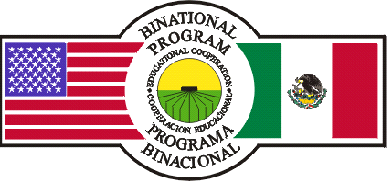 BINATIONAL
PROGRAM
EDUCATIONAL COOPERATION
COOPERACION EDUCACIONAL
PROGRAMA
BINACIONAL